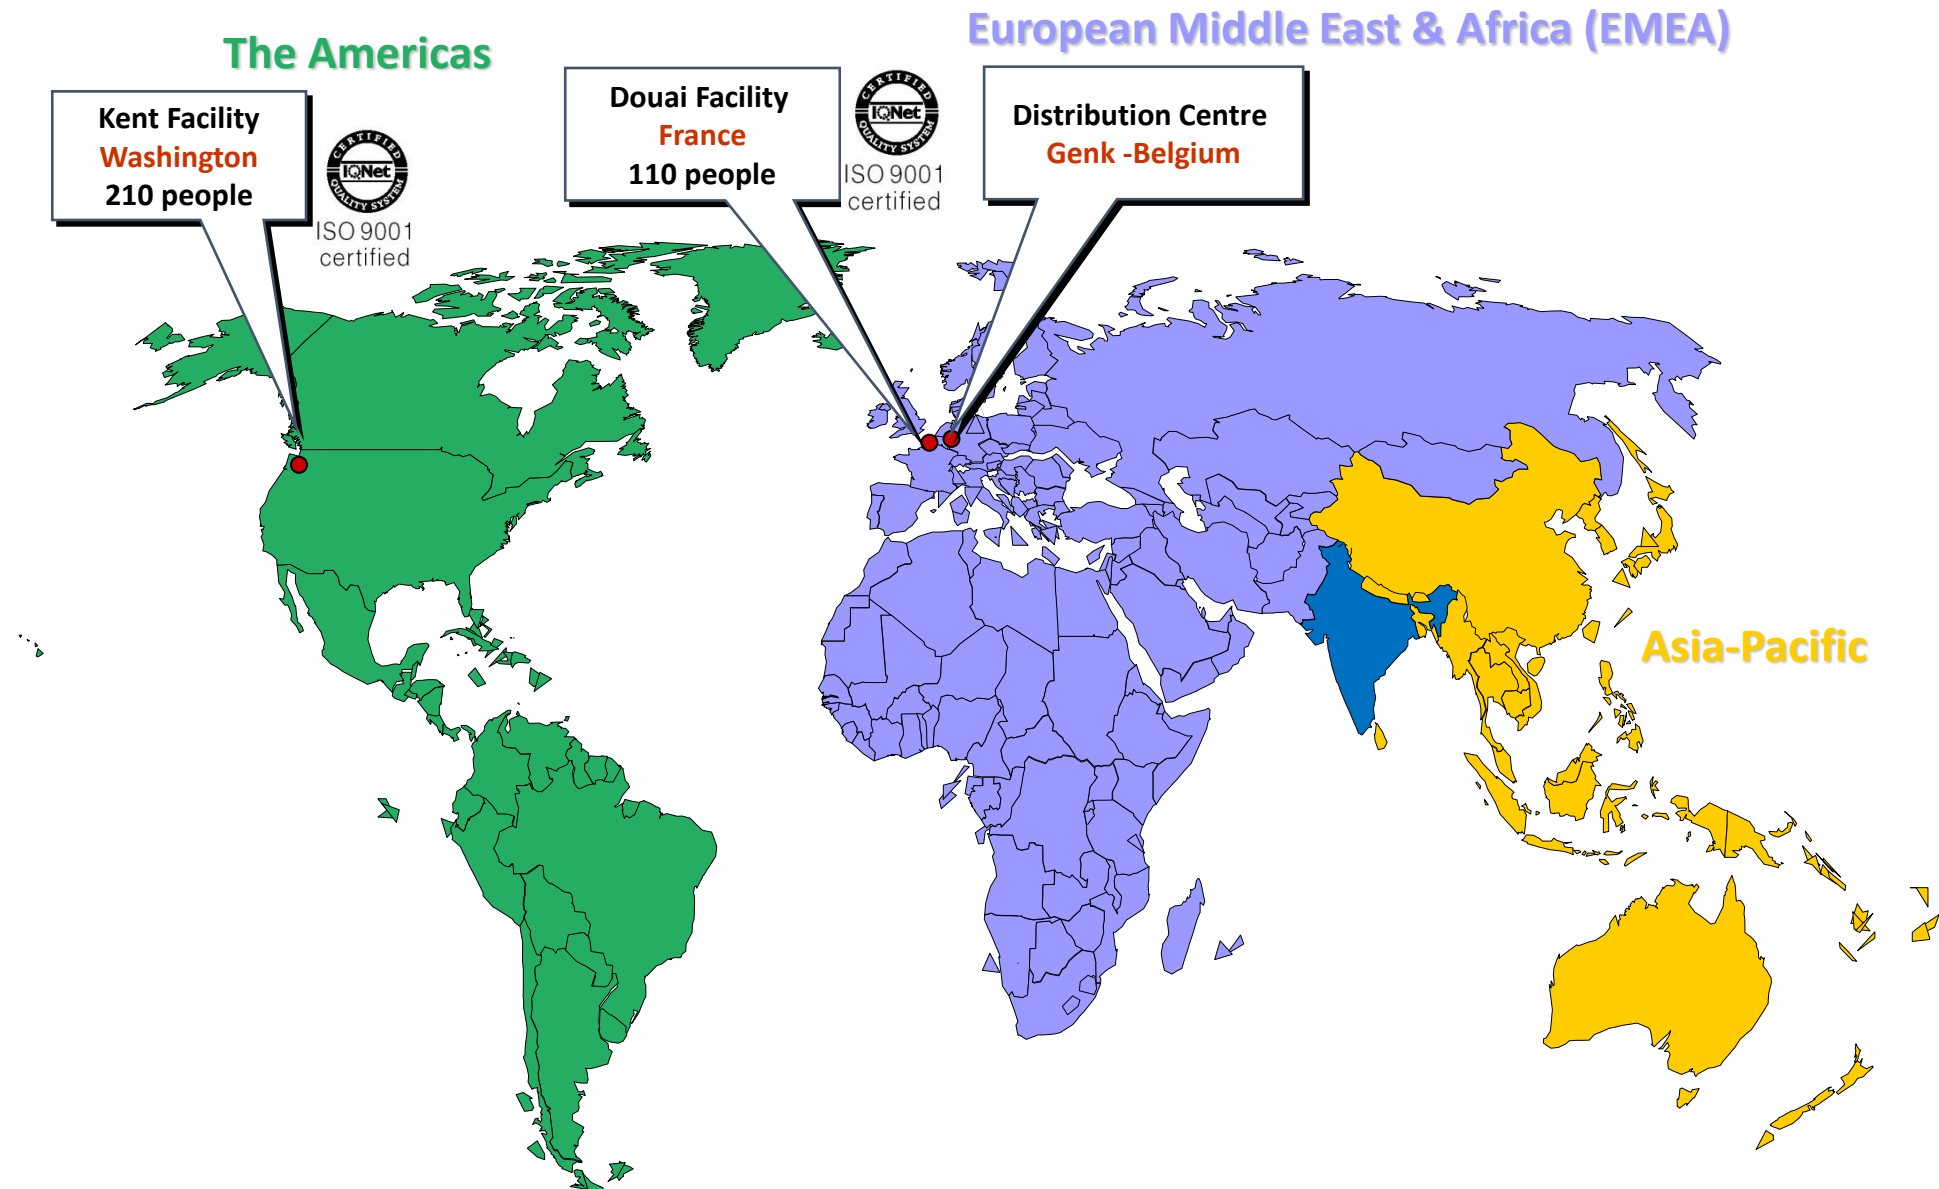 European Middle East & Africa (EMEA)
The Americas
Kent Facility
Washington
210 people
CERTIFIED
IQNet
QUALITY SYSTEM
ISO 9001
certified
Douai Facility
France
110 people
CERTIFIED
IQNet
QUALITY SYSTEM
ISO 9001
certified
Distribution Centre
Genk -Belgium
Asia-Pacific